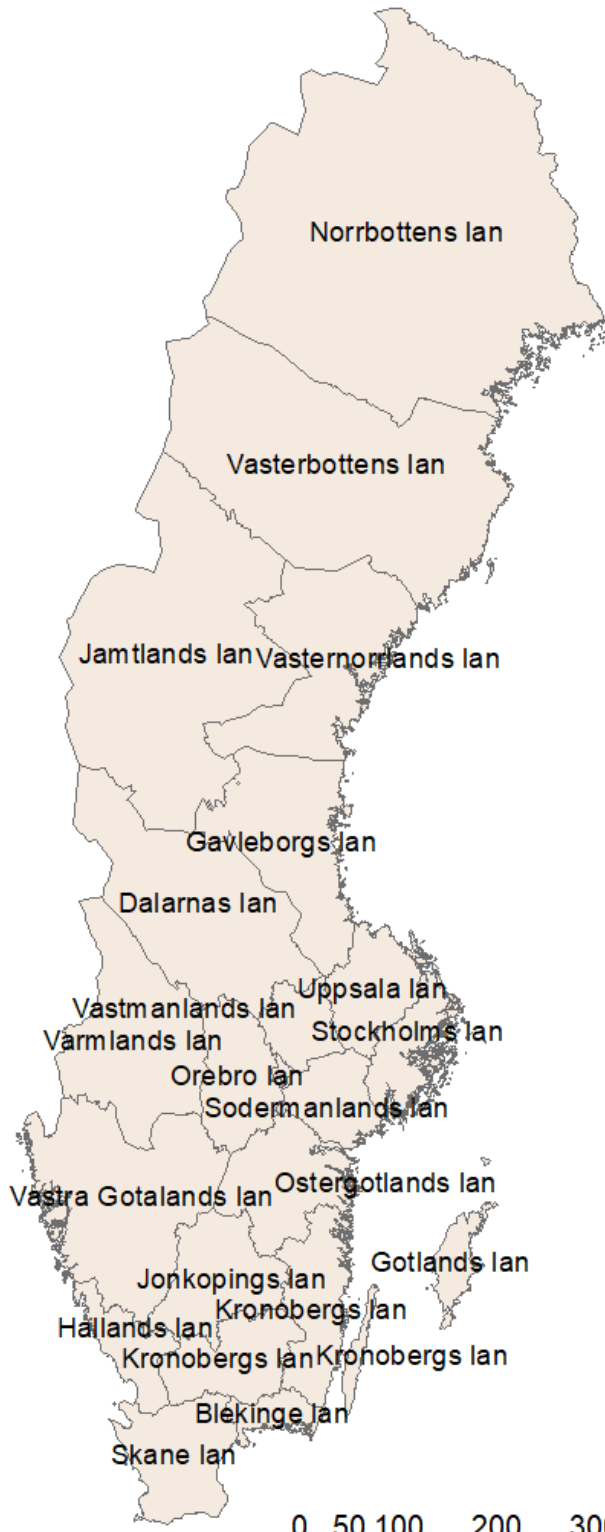 Norrbottens lan
Vasterbottens lan
Jamtlands lan
Vasternorrlands lan
Gavleborgs lan
Dalarnas lan
Uppsala lan
Vastmanlands lan
Stockholms lan
Varmlands lan
Orebro lan
Sodermanlands lan
Ostergotlands lan
Vastra Gotalands lan
Gotlands lan
Jonkopings lan
Kronobergs lan
Hallands lan
Kronobergs lan
Kronobergs lan
Blekinge lan
Skane lan
0 50 100 200 300